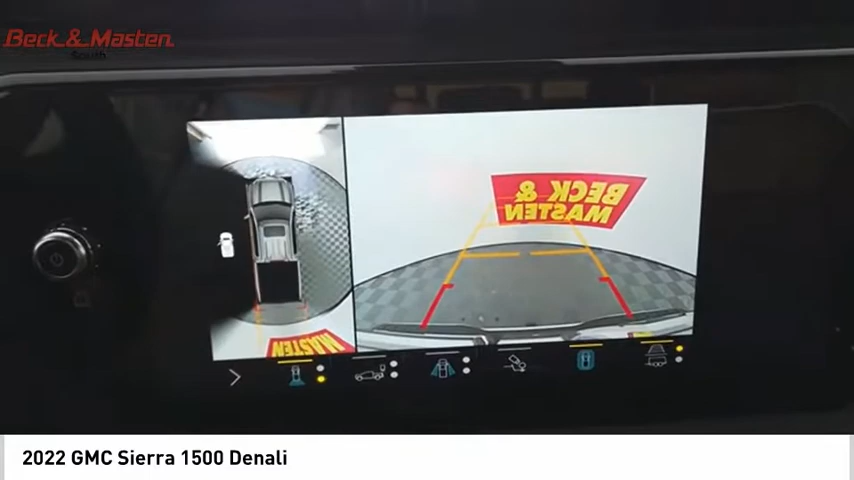 Beck & Masten
South
BECK &
MASTEN
MASTEN
2022 GMC Sierra 1500 Denali